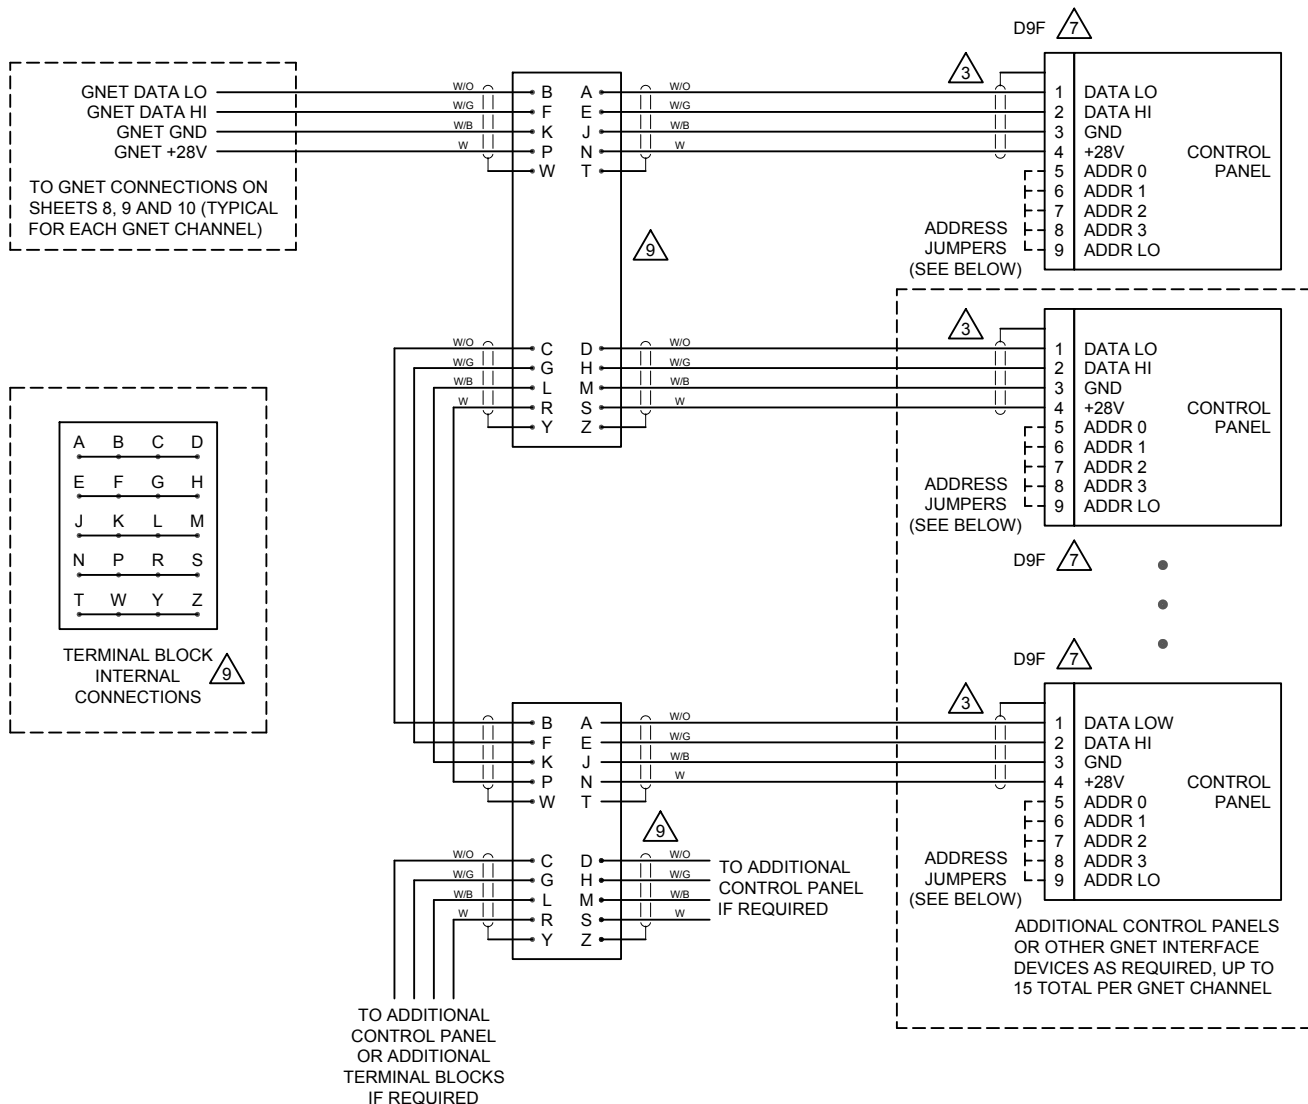 D9F 7
3
GNET DATA LO
GNET DATA HI
GNET GND
GNET +28V
TO GNET CONNECTIONS ON
SHEETS 8, 9 AND 10 (TYPICAL
FOR EACH GNET CHANNEL)
W/O B A W/O
W/G F E W/G
W/B K J W/B
W P N W
W T
9
1 DATA LO
2 DATA HI
3 GND
4 +28V
5 ADDR 0
6 ADDR 1
7 ADDR 2
8 ADDR 3
9 ADDR LO
CONTROL
PANEL
ADDRESS
JUMPERS
(SEE BELOW)
3
W/O C D W/O
W/G G H W/G
W/B L M W/B
W R S W
Y Z
1 DATA LO
2 DATA HI
3 GND
4 +28V
5 ADDR 0
6 ADDR 1
7 ADDR 2
8 ADDR 3
9 ADDR LO
CONTROL
PANEL
ADDRESS
JUMPERS
(SEE BELOW)
D9F 7
A B C D
E F G H
J K L M
N P R S
T W Y Z
TERMINAL BLOCK
INTERNAL
CONNECTIONS
9
D9F 7
3
B A W/O
F E W/G
K J W/B
P N W
W T
9
1 DATA LOW
2 DATA HI
3 GND
4 +28V
5 ADDR 0
6 ADDR 1
7 ADDR 2
8 ADDR 3
9 ADDR LO
CONTROL
PANEL
ADDRESS
JUMPERS
(SEE BELOW)
W/O C D W/O
W/G G H W/G
W/B L M W/B
W R S W
Y Z
TO ADDITIONAL
CONTROL PANEL
IF REQUIRED
ADDITIONAL CONTROL PANELS
OR OTHER GNET INTERFACE
DEVICES AS REQUIRED, UP TO
15 TOTAL PER GNET CHANNEL
TO ADDITIONAL
CONTROL PANEL
OR ADDITIONAL
TERMINAL BLOCKS
IF REQUIRED